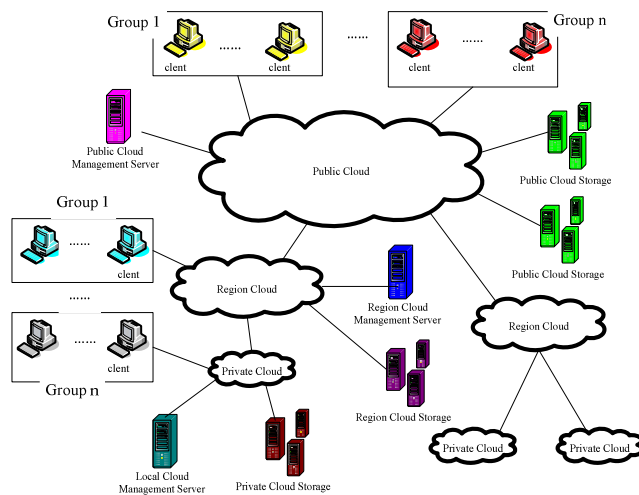 Group 1
Group n
......
......
......
clent
clent
clent
clent
Public Cloud
Management Server
Public Cloud
Public Cloud Storage
Group 1
......
clent
Public Cloud Storage
......
Region Cloud
Region Cloud
Management Server
Region Cloud
......
clent
Group n
Private Cloud
Region Cloud Storage
Private Cloud
Private Cloud
Local Cloud
Management Server
Private Cloud Storage